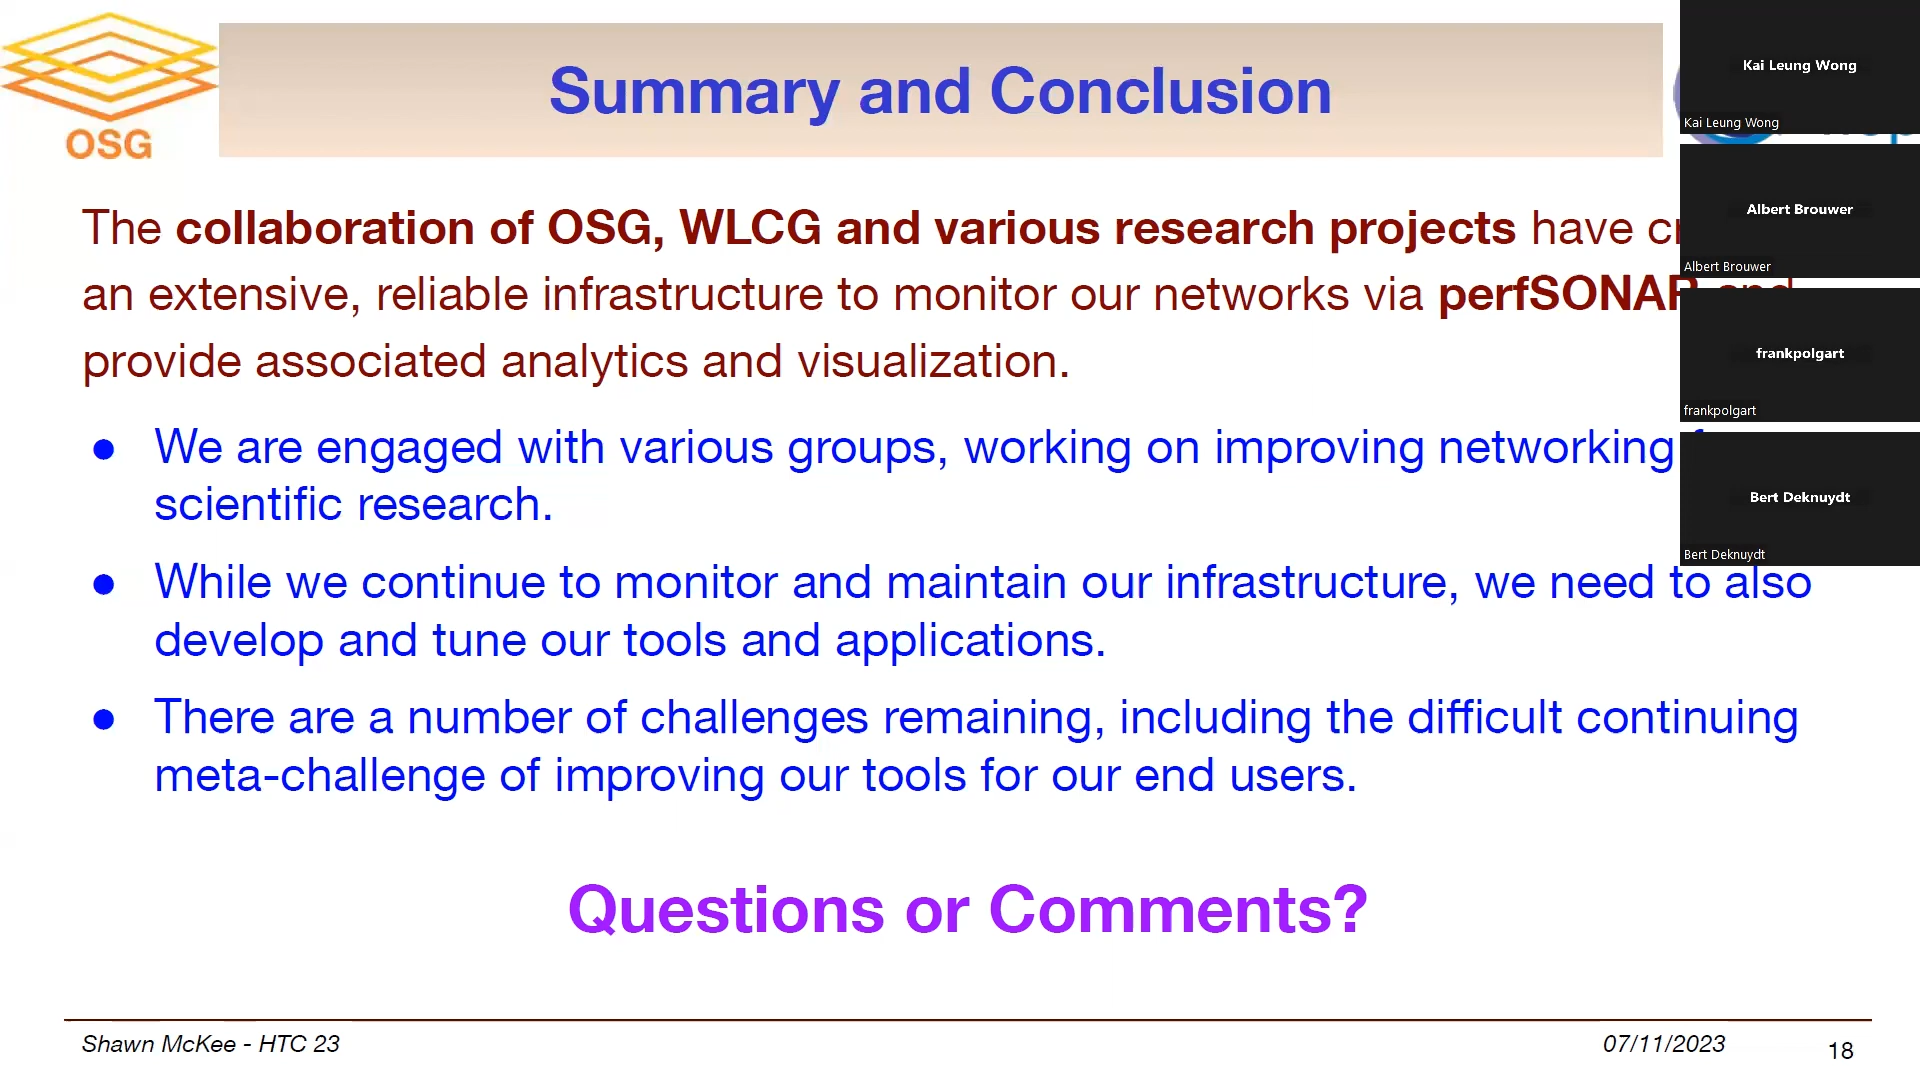 OSG
Summary and Conclusion
The collaboration of OSG, WLCG and various research projects have
an extensive, reliable infrastructure to monitor our networks via perfSONAR and
provide associated analytics and visualization.
● We are engaged with various groups, working on improving networking
scientific research.
● While we continue to monitor and maintain our infrastructure, we need to also
develop and tune our tools and applications.
● There are a number of challenges remaining, including the difficult continuing
meta-challenge of improving our tools for our end users.
Questions or Comments?
Shawn McKee - HTC 23
07/11/2023
18
Kai Leung Wong
Kai Leung Wong
Albert Brouwer
Albert Brouwer
frankpolgart
frankpolgart
Bert Deknuydt
Bert Deknuydt